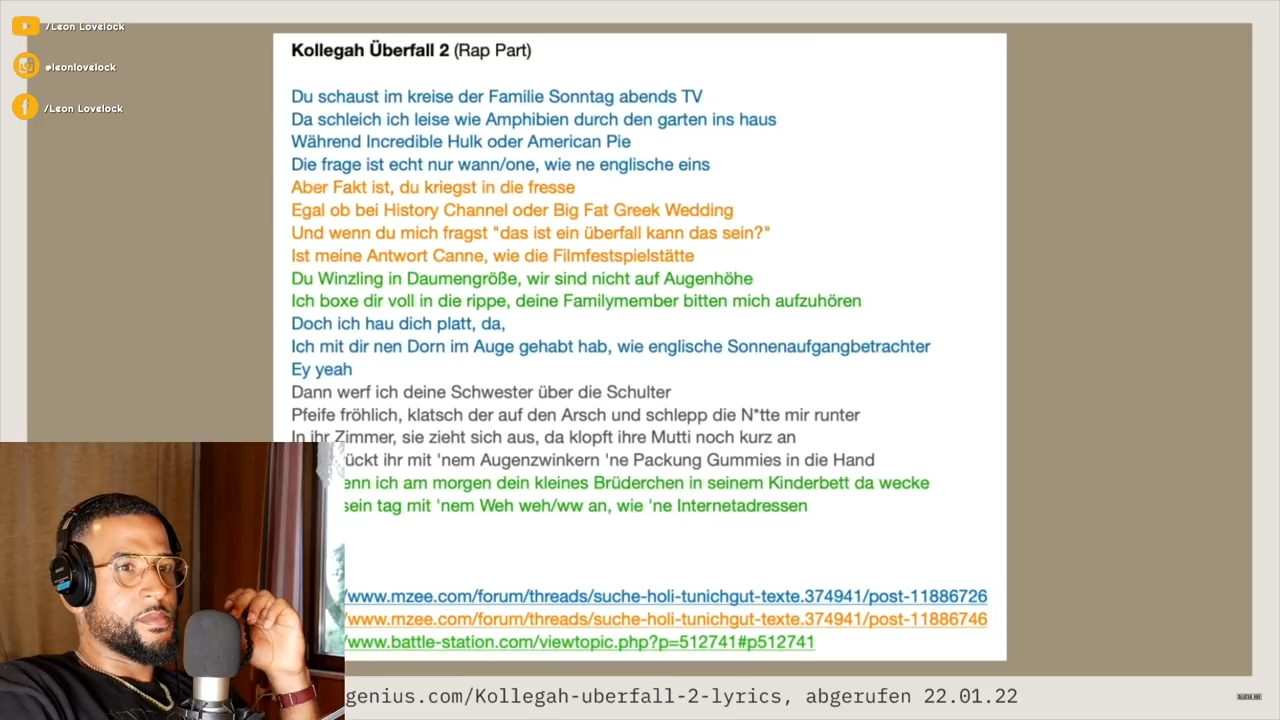 /Leon Lovelock
@leonlovelock
/Leon Lovelock
Kollegah Überfall 2 (Rap Part)
Du schaust im kreise der Familie Sonntag abends TV
Da schleich ich leise wie Amphibien durch den garten ins haus
Während Incredible Hulk oder American Pie
Die frage ist echt nur wann/one, wie ne englische eins
Aber Fakt ist, du kriegst in die fresse
Egal ob bei History Channel oder Big Fat Greek Wedding
Und wenn du mich fragst "das ist ein überfall kann das sein?"
Ist meine Antwort Canne, wie die Filmfestspielstätte
Du Winzling in Daumengröße, wir sind nicht auf Augenhöhe
Ich boxe dir voll in die rippe, deine Familymember bitten mich aufzuhören
Doch ich hau dich platt, da,
Ich mit dir nen Dorn im Auge gehabt hab, wie englische Sonnenaufgangbetrachter
Ey yeah
Dann werf ich deine Schwester über die Schulter
Pfeife fröhlich, klatsch der auf den Arsch und schlepp die N*tte mir runter
In ihr Zimmer, sie zieht sich aus, da klopft ihre Mutti noch kurz an
ückt ihr mit 'nem Augenzwinkern 'ne Packung Gummies in die Hand
enn ich am morgen dein kleines Brüderchen in seinem Kinderbett da wecke
sein tag mit 'nem Weh weh/ww an, wie 'ne Internetadressen
/www.mzee.com/forum/threads/suche-holi-tunichgut-texte.374941/post-11886726
/www.mzee.com/forum/threads/suche-holi-tunichgut-texte.374941/post-11886746
/www.battle-station.com/viewtopic.php?p=512741#p512741
genius.com/Kollegah-uberfall-2-lyrics, abgerufen 22.01.22